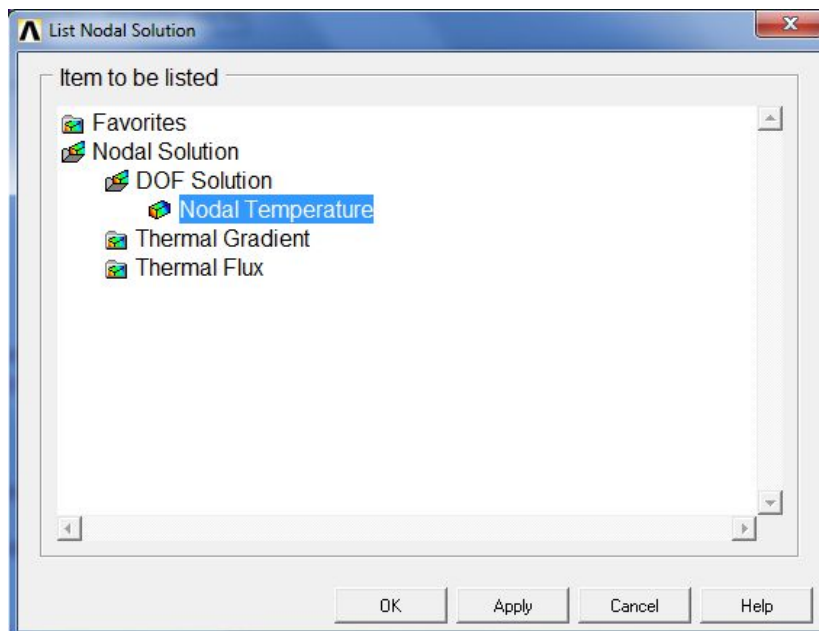 List Nodal Solution
Item to be listed
Favorites
Nodal Solution
DOF Solution
Nodal Temperature
Thermal Gradient
Thermal Flux
OK Apply Cancel Help